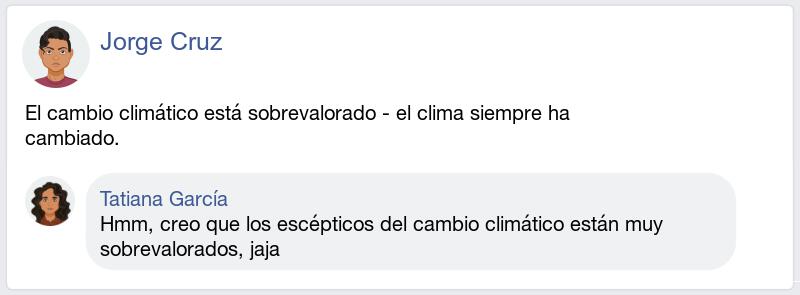 Jorge Cruz
El cambio climático está sobrevalorado - el clima siempre ha
cambiado.
Tatiana García
Hmm, creo que los escépticos del cambio climático están muy
sobrevalorados, jaja